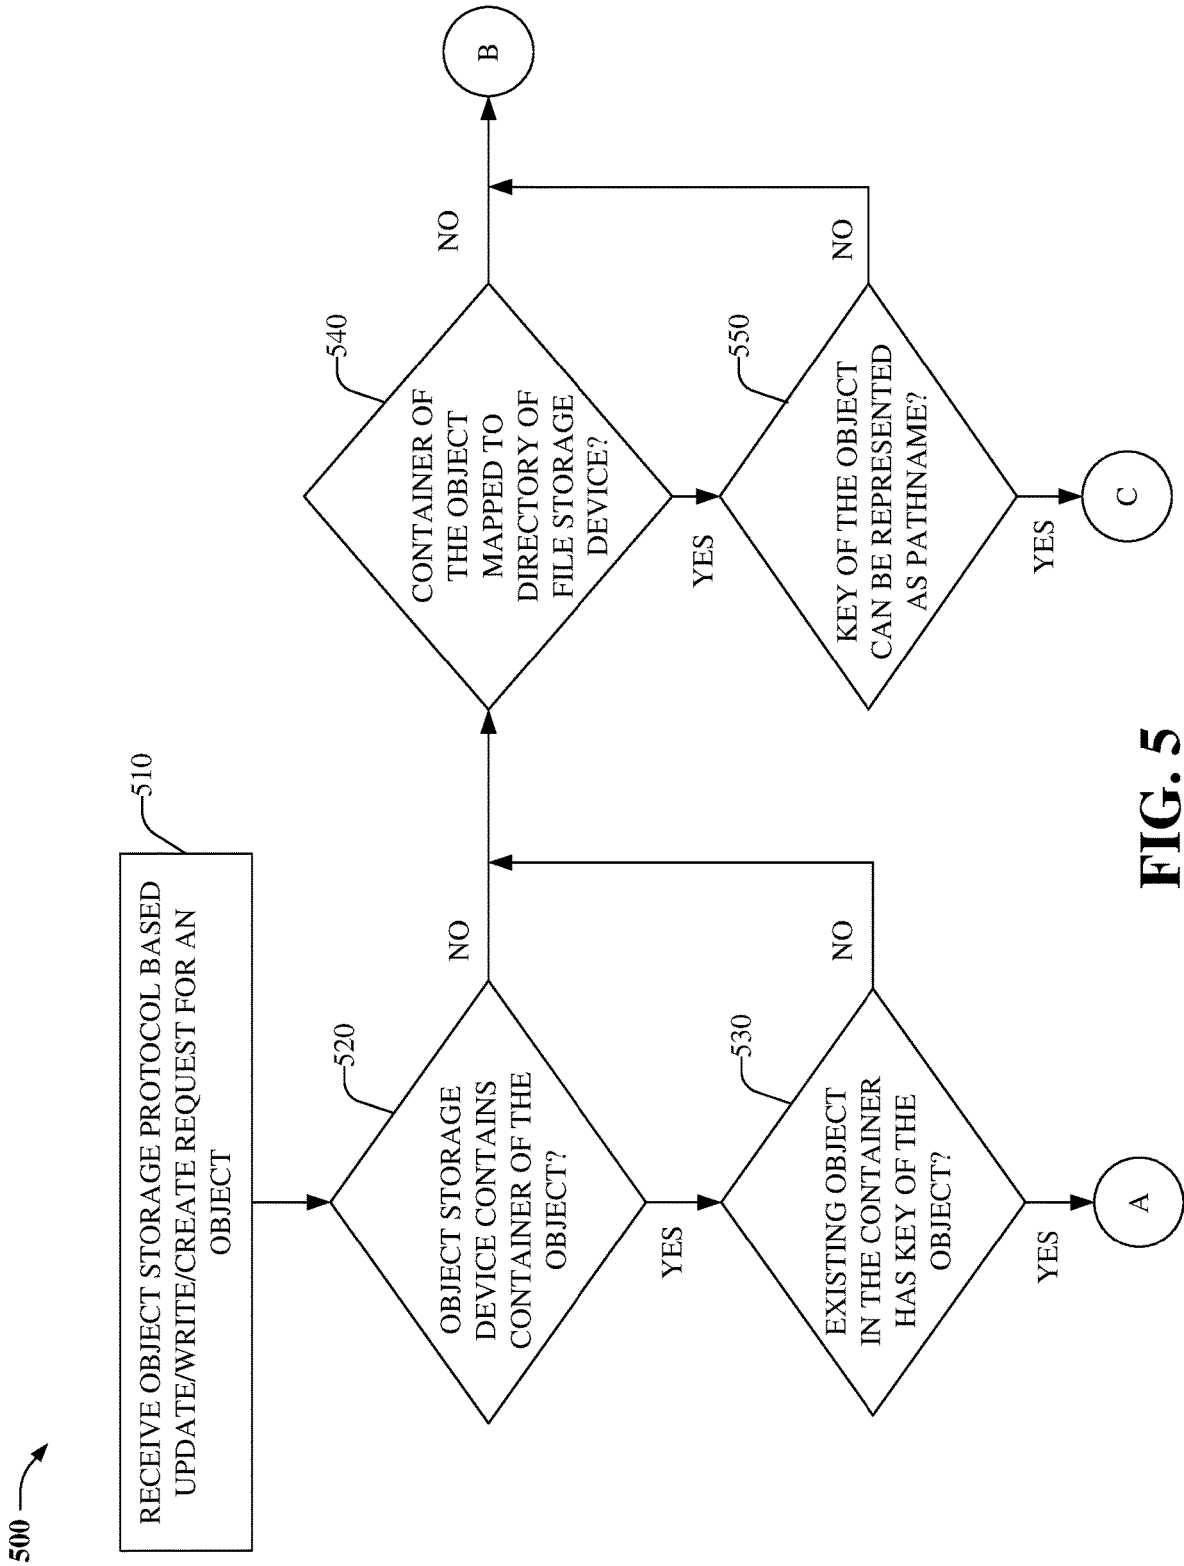 500
510
RECEIVE OBJECT STORAGE PROTOCOL BASED
UPDATE/WRITE/CREATE REQUEST FOR AN
OBJECT
520
OBJECT STORAGE
DEVICE CONTAINS
CONTAINER OF THE
OBJECT?
NO
YES
530
EXISTING OBJECT
IN THE CONTAINER
HAS KEY OF THE
OBJECT?
NO
YES
A
540
CONTAINER OF
THE OBJECT
MAPPED TO
DIRECTORY OF
FILE STORAGE
DEVICE?
NO
B
YES
550
KEY OF THE OBJECT
CAN BE REPRESENTED
AS PATHNAME?
NO
YES
C
FIG. 5